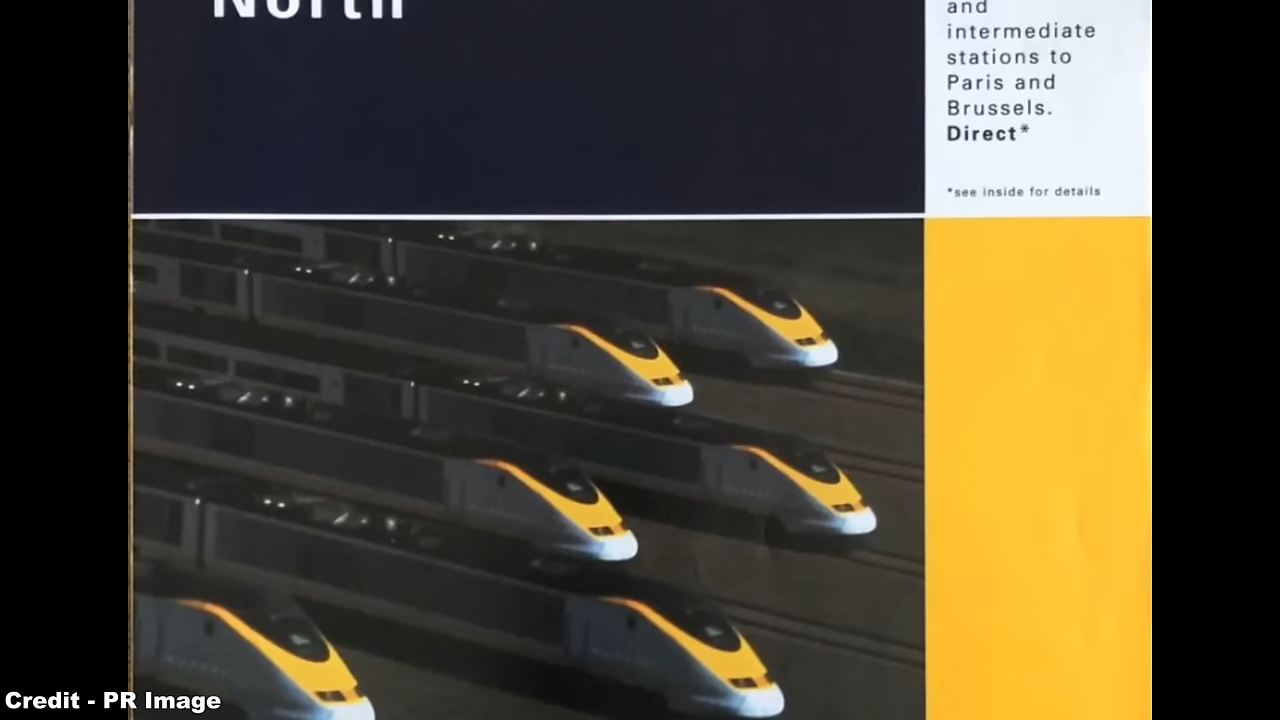 North
and
intermediate
stations to
Paris and
Brussels.
Direct*
*see inside for details
Credit - PR Image